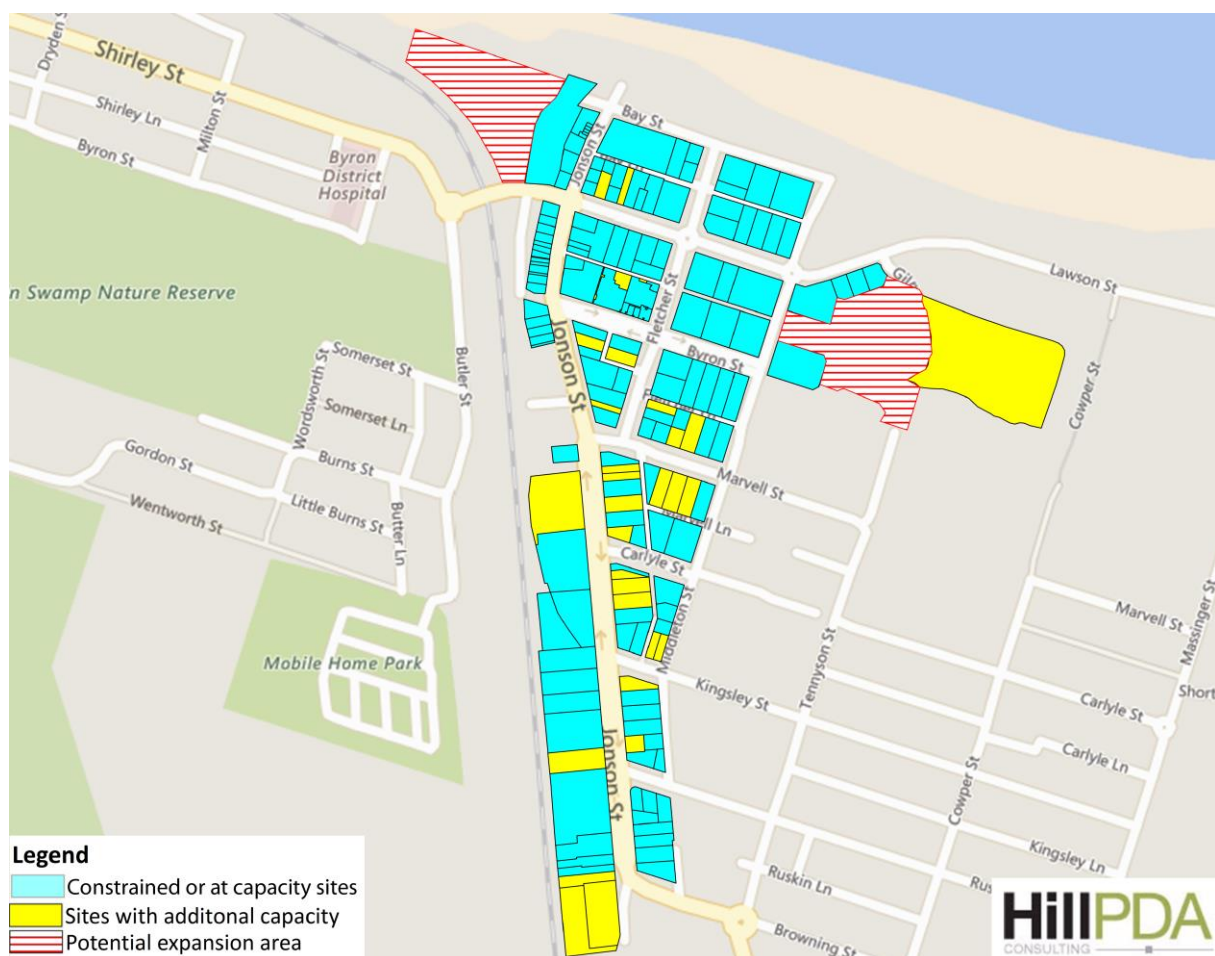 Dryden S
Shirley St
Milton St
Shirley Ln
Byron St
Byron
District
Hospital
Bay St
Jonson St
Lawson St
n Swamp Nature Reserve
Fletcher St
Byron St
Jonson St
Butler St
Somerset St
Wordsworth St
Somerset Ln
Burns St
Gordon St
Little Burns St
Wentworth St
Butter Ln
Cowper St
Marvell St
Marvell Ln
Carlyle St
Middleton St
Mobile Home Park
Kingsley St
Tennyson St
Marvell St
Massinger St
Short
Carlyle St
Carlyle Ln
Jonson St
Cowper St
Kingsley Ln
Ruskin Ln
Rus
Browning St
Legend
Constrained or at capacity sites
Sites with additonal capacity
Potential expansion area
HillPDA
CONSULTING